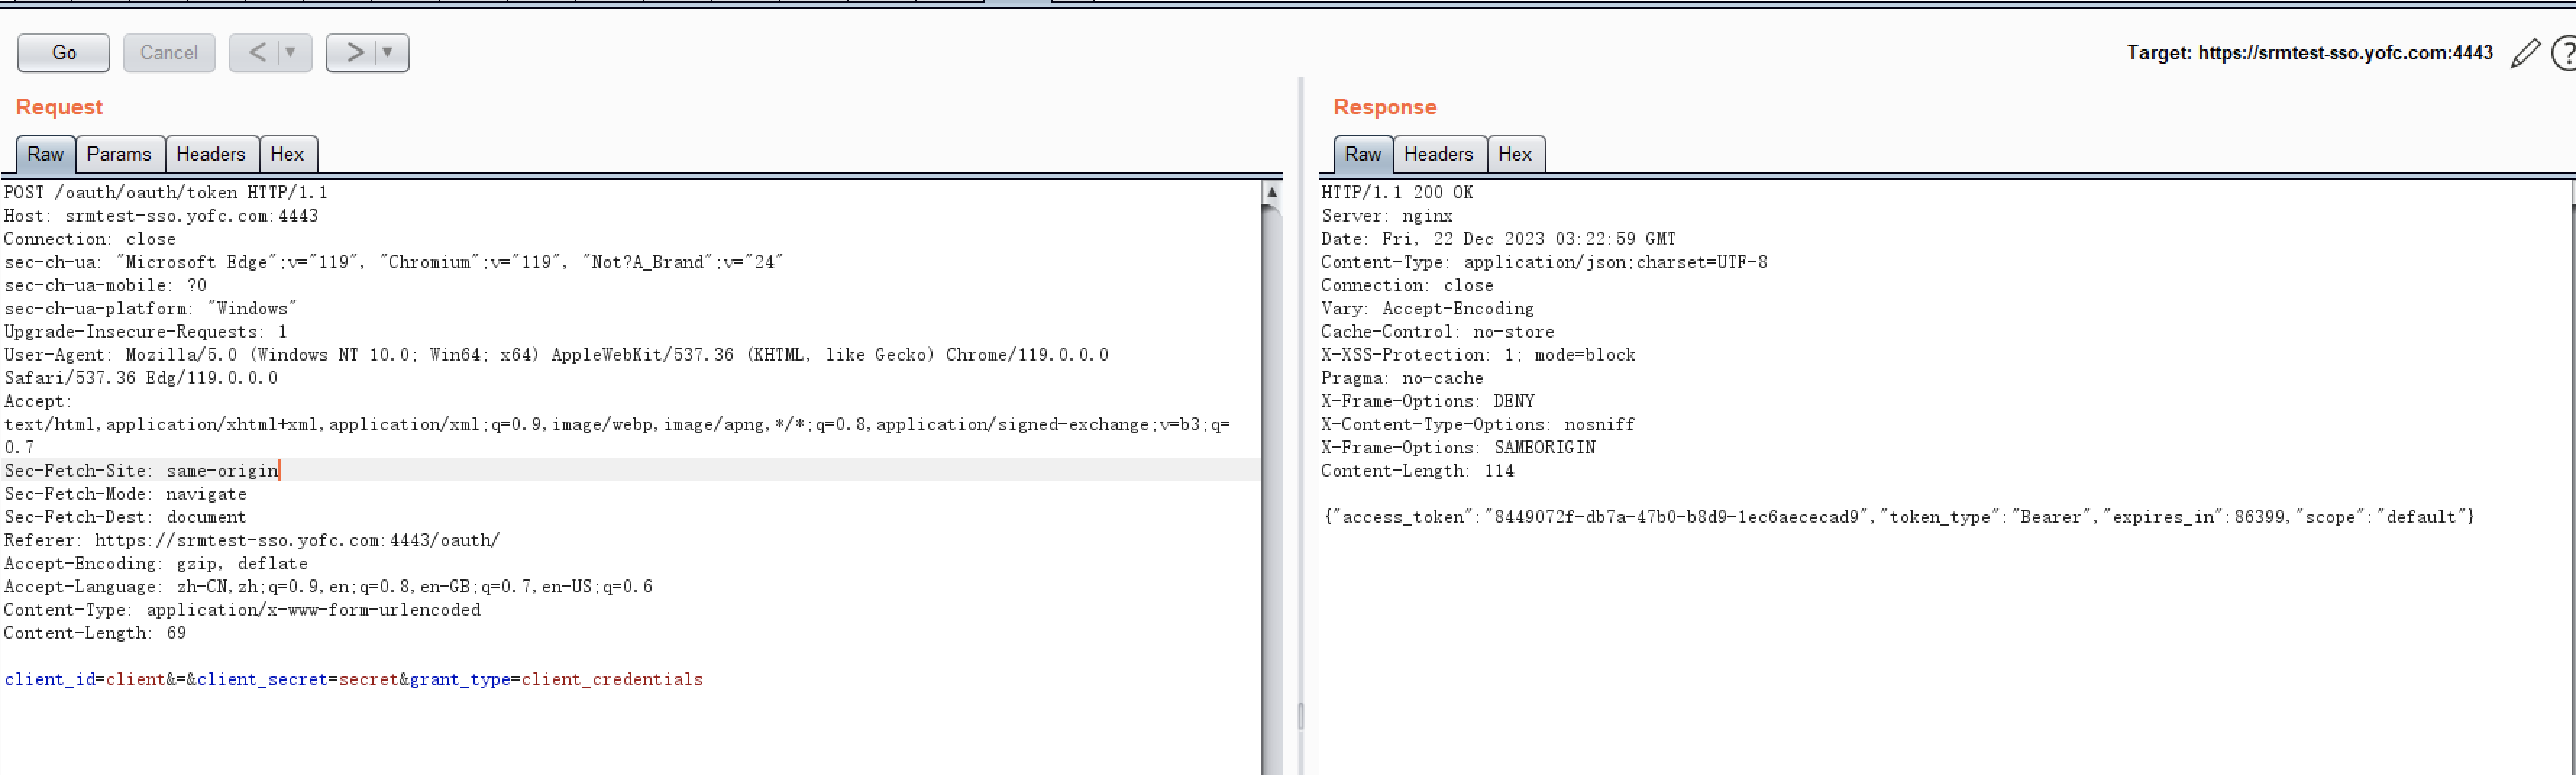 Go
Cancel
<
>
Target: https://srmtest-sso.yofc.com:4443
?
Request
Raw
Params
Headers
Hex
POST /oauth/oauth/token HTTP/1.1
Host: srmtest-sso.yofc.com:4443
Connection: close
sec-ch-ua: "Microsoft Edge";v="119", "Chromium";v="119", "Not?A_Brand";v="24"
sec-ch-ua-mobile: ?0
sec-ch-ua-platform: "Windows"
Upgrade-Insecure-Requests: 1
User-Agent: Mozilla/5.0 (Windows NT 10.0; Win64; x64) AppleWebKit/537.36 (KHTML, like Gecko) Chrome/119.0.0.0
Safari/537.36 Edg/119.0.0.0
Accept:
text/html,application/xhtml+xml,application/xml;q=0.9,image/webp,image/apng,*/*;q=0.8,application/signed-exchange;v=b3;q=
0.7
Sec-Fetch-Site: same-origin
Sec-Fetch-Mode: navigate
Sec-Fetch-Dest: document
Referer: https://srmtest-sso.yofc.com:4443/oauth/
Accept-Encoding: gzip, deflate
Accept-Language: zh-CN,zh;q=0.9,en;q=0.8,en-GB;q=0.7,en-US;q=0.6
Content-Type: application/x-www-form-urlencoded
Content-Length: 69
client_id=client&=&client_secret=secret&grant_type=client_credentials
Response
Raw
Headers
Hex
HTTP/1.1 200 OK
Server: nginx
Date: Fri, 22 Dec 2023 03:22:59 GMT
Content-Type: application/json;charset=UTF-8
Connection: close
Vary: Accept-Encoding
Cache-Control: no-store
X-XSS-Protection: 1; mode=block
Pragma: no-cache
X-Frame-Options: DENY
X-Content-Type-Options: nosniff
X-Frame-Options: SAMEORIGIN
Content-Length: 114
{"access_token":"8449072f-db7a-47b0-b8d9-1ec6aececad9","token_type":"Bearer","expires_in":86399,"scope":"default"}